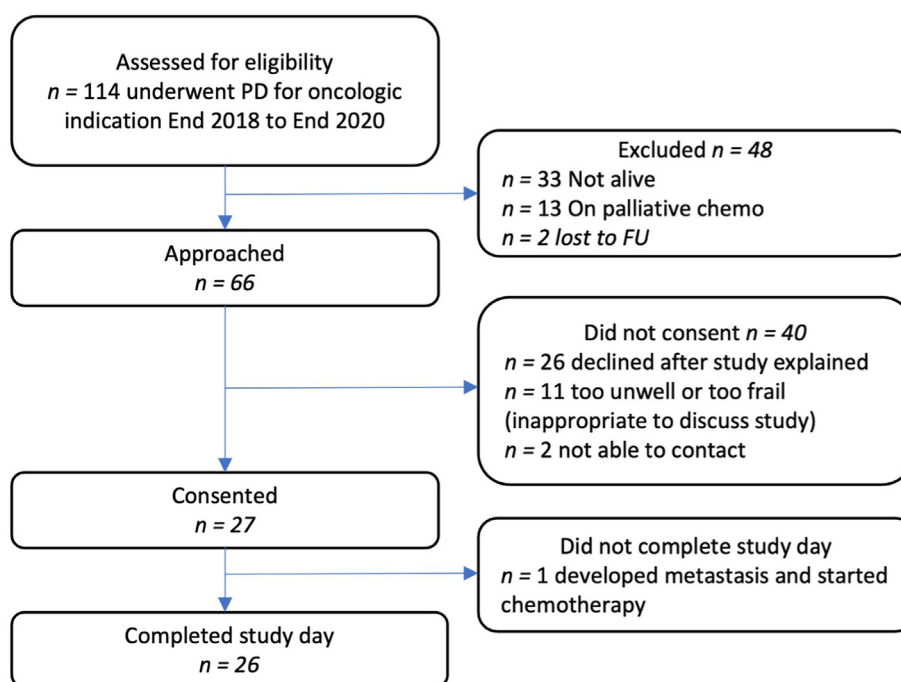 Assessed for eligibility
n = 114 underwent PD for oncologic
indication End 2018 to End 2020
Excluded n = 48
n = 33 Not alive
n = 13 On palliative chemo
n = 2 lost to FU
Approached
n = 66
Did not consent n = 40
n = 26 declined after study explained
n = 11 too unwell or too frail
(inappropriate to discuss study)
n = 2 not able to contact
Consented
n = 27
Did not complete study day
n = 1 developed metastasis and started
chemotherapy
Completed study day
n = 26